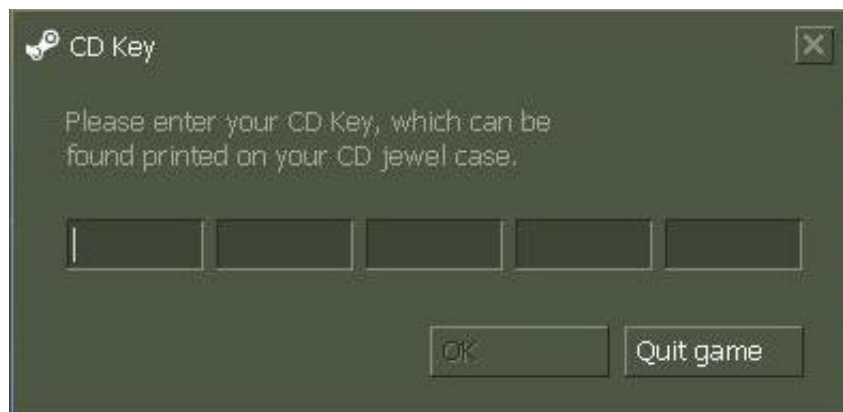 CD Key
Please enter your CD Key, which can be
found printed on your CD jewel case.
OK
Quit game